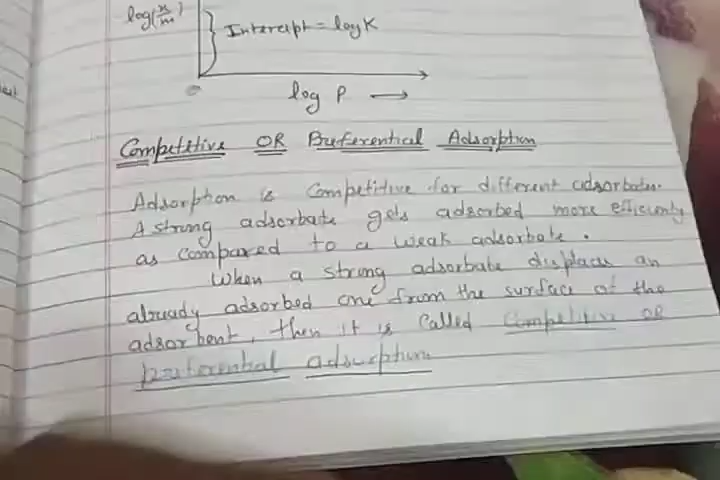 log(x/m)
Intercept = log K
0
log P →
Competitive OR Preferential Adsorption
Adsorption is competitive for different adsorbates.
A strong adsorbate gets adsorbed more efficiently
as compared to a weak adsorbate.
When a strong adsorbate displaces an
already adsorbed one from the surface of the
adsorbent, then it is called competitive OR
preferential adsorption